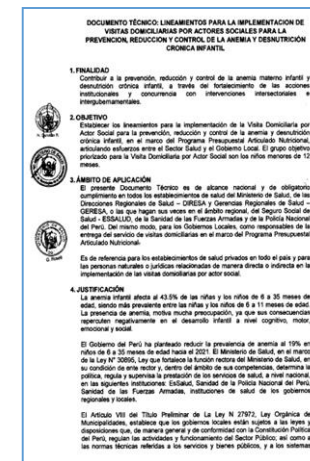 DOCUMENTO TÉCNICO: LINEAMIENTOS PARA LA IMPLEMENTACION DE
VISITAS DOMICILIARIAS POR ACTORES SOCIALES PARA LA
PREVENCION, REDUCCION Y CONTROL DE LA ANEMIA Y DESNUTRICIÓN
CRONICA INFANTIL
1. FINALIDAD
Contribuir a la prevención, reducción y control de la anemia materno infantil y
desnutrición crónica infantil, a través del fortalecimiento de las acciones
institucionales y concurrencia con intervenciones intersectoriales e
intergubernamentales.
2. OBJETIVO
Establecer los lineamientos para la implementación de la Visita Domiciliaria por
Actor Social para la prevención, reducción y control de la anemia y desnutrición
crónica infantil, en el marco del Programa Presupuestal Articulado Nutricional,
articulando esfuerzos entre el Sector Salud y el Gobierno Local. El grupo objetivo
priorizado para la Visita Domiciliaria por Actor Social son los niños menores de 12
meses.
3. ÁMBITO DE APLICACIÓN
El presente Documento Técnico es de alcance nacional y de obligatorio
cumplimiento en todos los establecimientos de salud del Ministerio de Salud, de las
Direcciones Regionales de Salud – DIRESA y Gerencias Regionales de Salud –
GERESA, o las que hagan sus veces en el ámbito regional, del Seguro Social de
Salud - ESSALUD, de la Sanidad de las Fuerzas Armadas y de la Policía Nacional
del Perú. Del mismo modo, para los Gobiernos Locales, como responsables de la
entrega del servicio de visitas domiciliarias en el marco del Programa Presupuestal
Articulado Nutricional.
Es de referencia para los establecimientos de salud privados en todo el país y para
las personas naturales o jurídicas relacionadas de manera directa o indirecta en la
implementación de las visitas domiciliarias por actor social.
4. JUSTIFICACIÓN
La anemia infantil afecta al 43.5% de las niñas y los niños de 6 a 35 meses de
edad, siendo más prevalente entre las niñas y los niños de 6 a 11 meses de edad.
La presencia de anemia, motiva mucha preocupación, ya que sus consecuencias
repercuten negativamente en el desarrollo infantil a nivel cognitivo, motor,
emocional y social.
El Gobierno del Perú ha planteado reducir la prevalencia de anemia al 19% en
niños de 6 a 35 meses de edad hacia el 2021. El Ministerio de Salud, en el marco
de la Ley N° 30895, Ley que fortalece la función rectora del Ministerio de Salud, en
su condición de ente rector y, dentro del ámbito de sus competencias, determina la
política, regula y supervisa la prestación de los servicios de salud, a nivel nacional,
en las siguientes instituciones: EsSalud, Sanidad de la Policía Nacional del Perú,
Sanidad de las Fuerzas Armadas, instituciones de salud de los gobiernos
regionales y locales.
El Artículo VIII del Título Preliminar de La Ley N 27972, Ley Orgánica de
Municipalidades, establece que los gobiernos locales están sujetos a las leyes y
disposiciones que, de manera general y de conformidad con la Constitución Política
del Perú, regulan las actividades y funcionamiento del Sector Público; así como a
las normas técnicas referidas a los servicios y bienes públicos, y a los sistemas